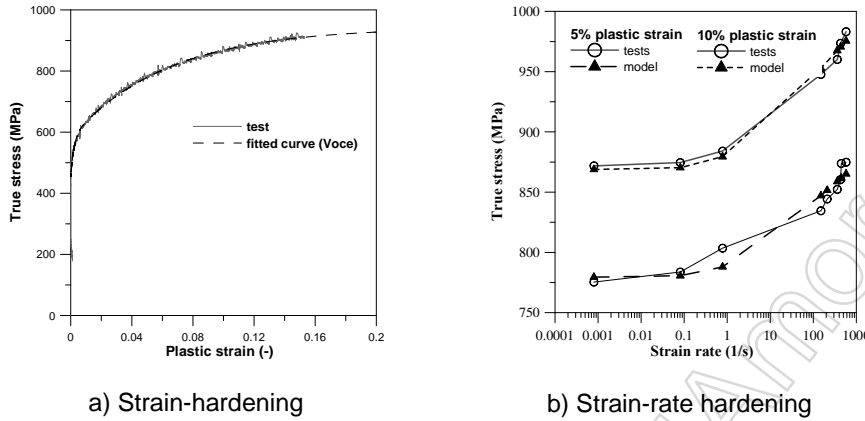 1000
800
600
400
200
0
True stress (MPa)
test
fitted curve (Voce)
0 0.04 0.08 0.12 0.16 0.2
Plastic strain (-)
a) Strain-hardening
1000
950
900
850
800
750
True stress (MPa)
5% plastic strain 10% plastic strain
tests tests
model model
0.0001 0.001 0.01 0.1 1 10 100 1000
Strain rate (1/s)
b) Strain-rate hardening